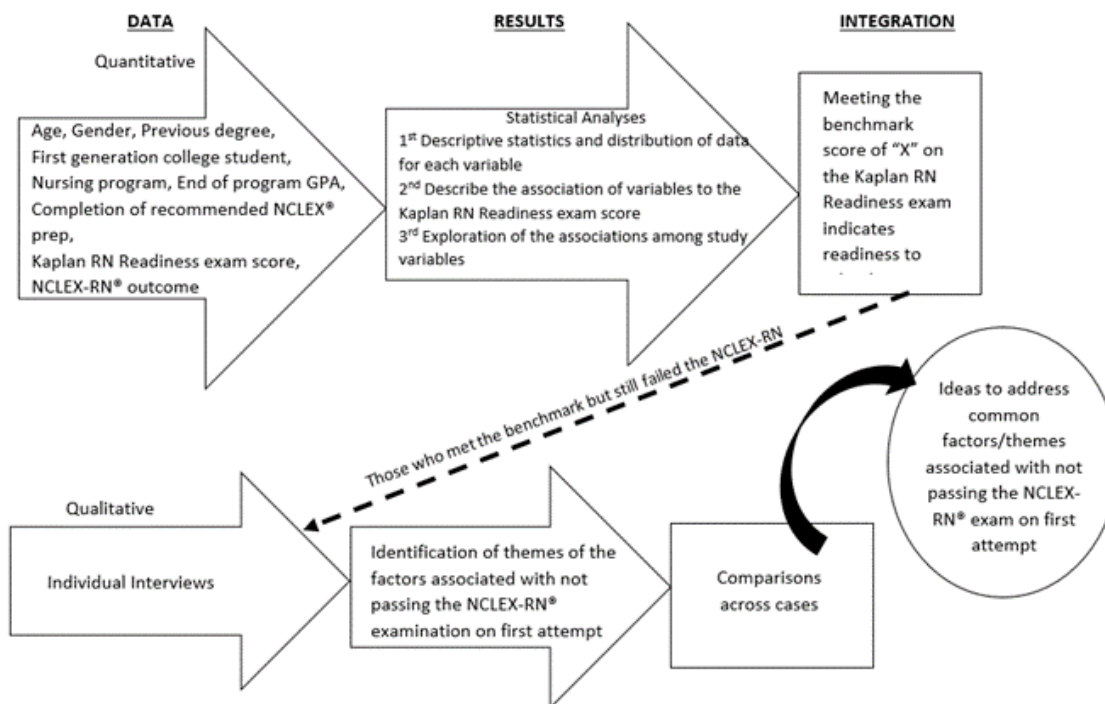 DATA
RESULTS
INTEGRATION
Quantitative
Age, Gender, Previous degree,
First generation college student,
Nursing program, End of program GPA,
Completion of recommended NCLEX® prep,
Kaplan RN Readiness exam score,
NCLEX-RN® outcome
Statistical Analyses
1st Descriptive statistics and distribution of data
for each variable
2nd Describe the association of variables to the
Kaplan RN Readiness exam score
3rd Exploration of the associations among study
variables
Meeting the
benchmark
score of “X” on
the Kaplan RN
Readiness exam
indicates
readiness to
Those who met the benchmark but still failed the NCLEX-RN
Qualitative
Individual Interviews
Identification of themes of the
factors associated with not
passing the NCLEX-RN®
examination on first attempt
Comparisons
across cases
Ideas to address
common
factors/themes
associated with not
passing the NCLEX-
RN® exam on first
attempt